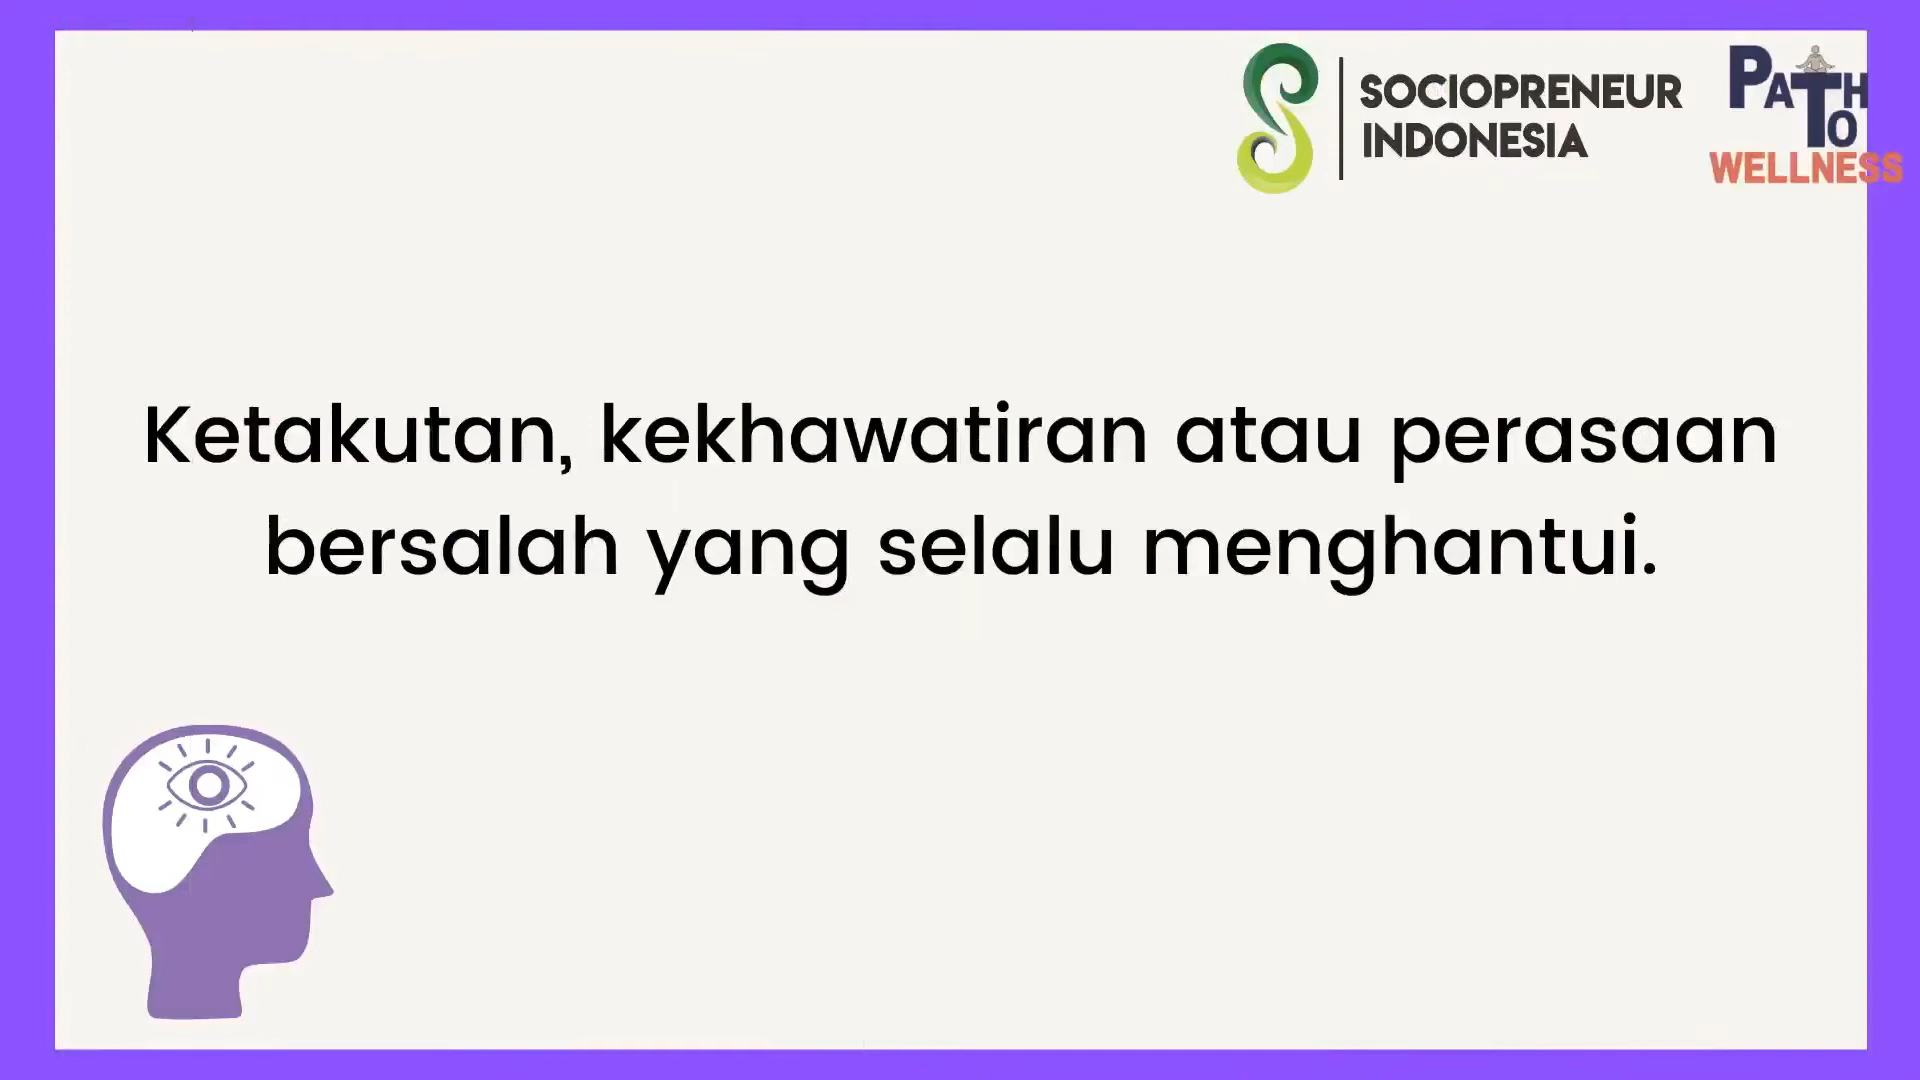 SOCIOPRENEUR
INDONESIA
PATH
TO
WELLNESS
Ketakutan, kekhawatiran atau perasaan
bersalah yang selalu menghantui.